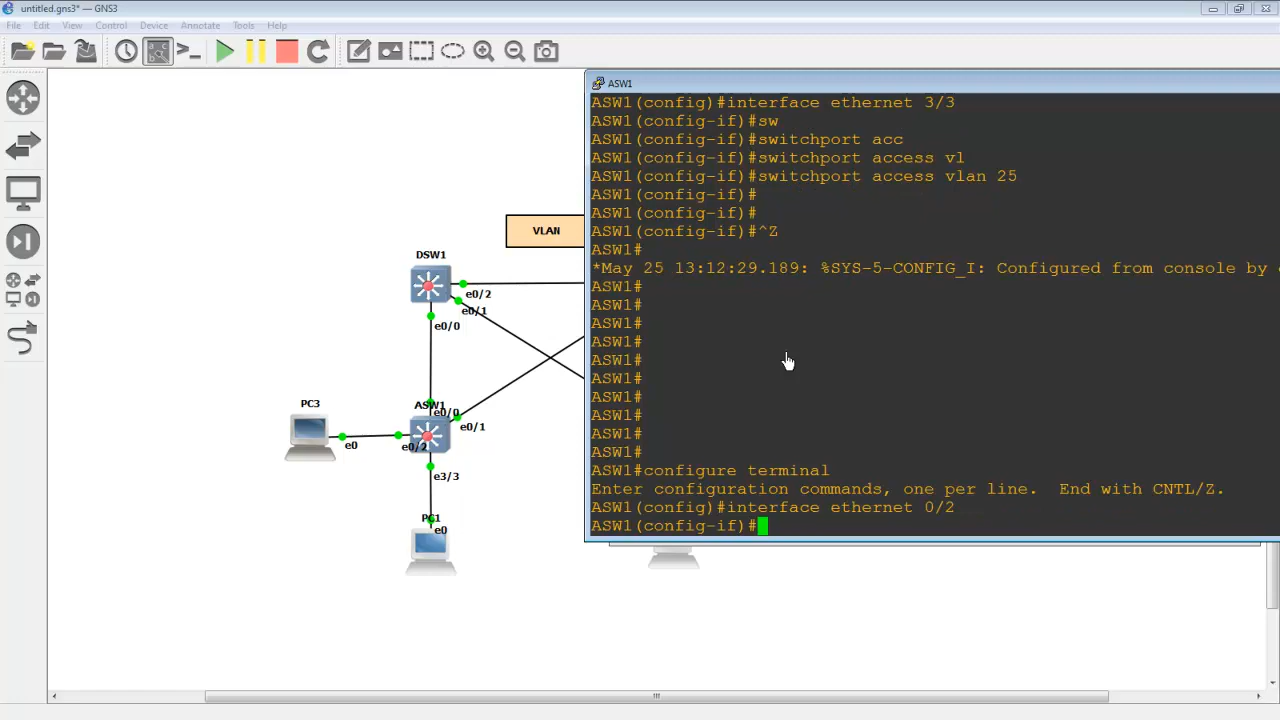 untitled.gns3* — GNS3
File Edit View Control Device Annotate Tools Help
ASW1
ASW1(config)#interface ethernet 3/3
ASW1(config-if)#sw
ASW1(config-if)#switchport acc
ASW1(config-if)#switchport access vl
ASW1(config-if)#switchport access vlan 25
ASW1(config-if)#
ASW1(config-if)#
ASW1(config-if)#^Z
ASW1#
*May 25 13:12:29.189: %SYS-5-CONFIG_I: Configured from console by
ASW1#
ASW1#
ASW1#
ASW1#
ASW1#
ASW1#
ASW1#
ASW1#
ASW1#
ASW1#
ASW1#configure terminal
Enter configuration commands, one per line. End with CNTL/Z.
ASW1(config)#interface ethernet 0/2
ASW1(config-if)#
VLAN
DSW1
e0/2
e0/1
e0/0
PC3
ASW1
e0/0
e0/1
e0
e0/2
e3/3
PC1
e0